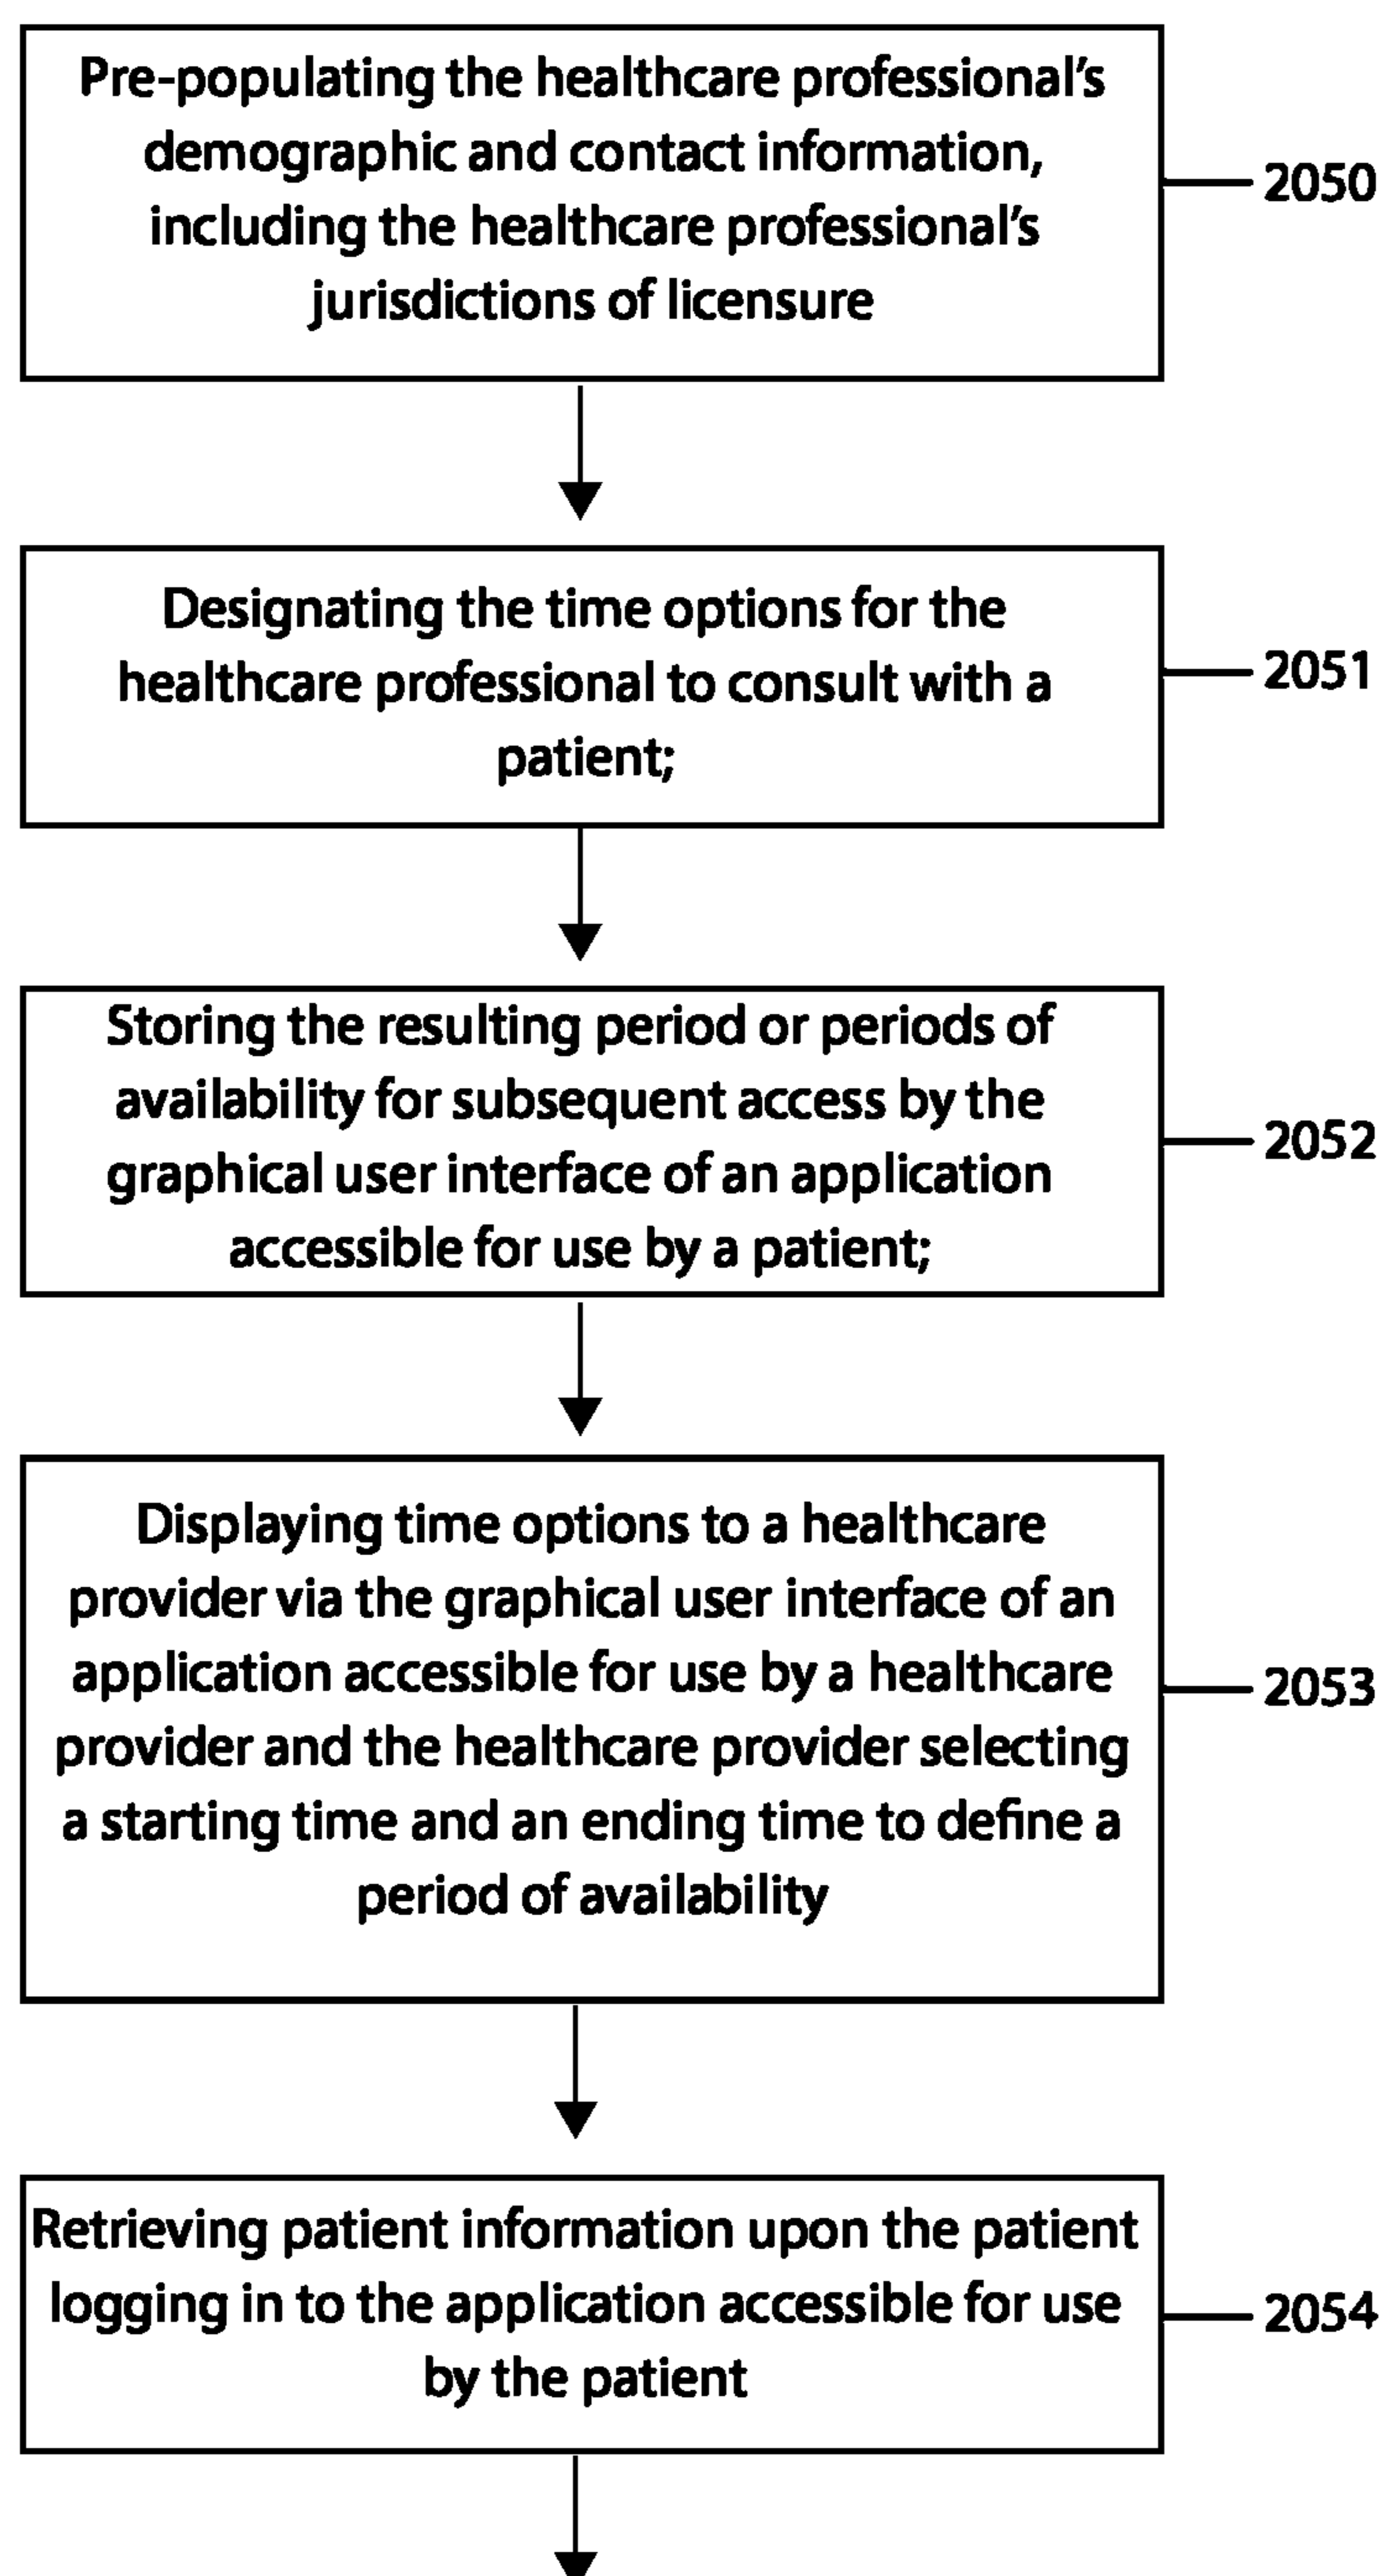 Pre-populating the healthcare professional's
demographic and contact information,
including the healthcare professional's
jurisdictions of licensure
2050
Designating the time options for the
healthcare professional to consult with a
patient;
2051
Storing the resulting period or periods of
availability for subsequent access by the
graphical user interface of an application
accessible for use by a patient;
2052
Displaying time options to a healthcare
provider via the graphical user interface of an
application accessible for use by a healthcare
provider and the healthcare provider selecting
a starting time and an ending time to define a
period of availability
2053
Retrieving patient information upon the patient
logging in to the application accessible for use
by the patient
2054